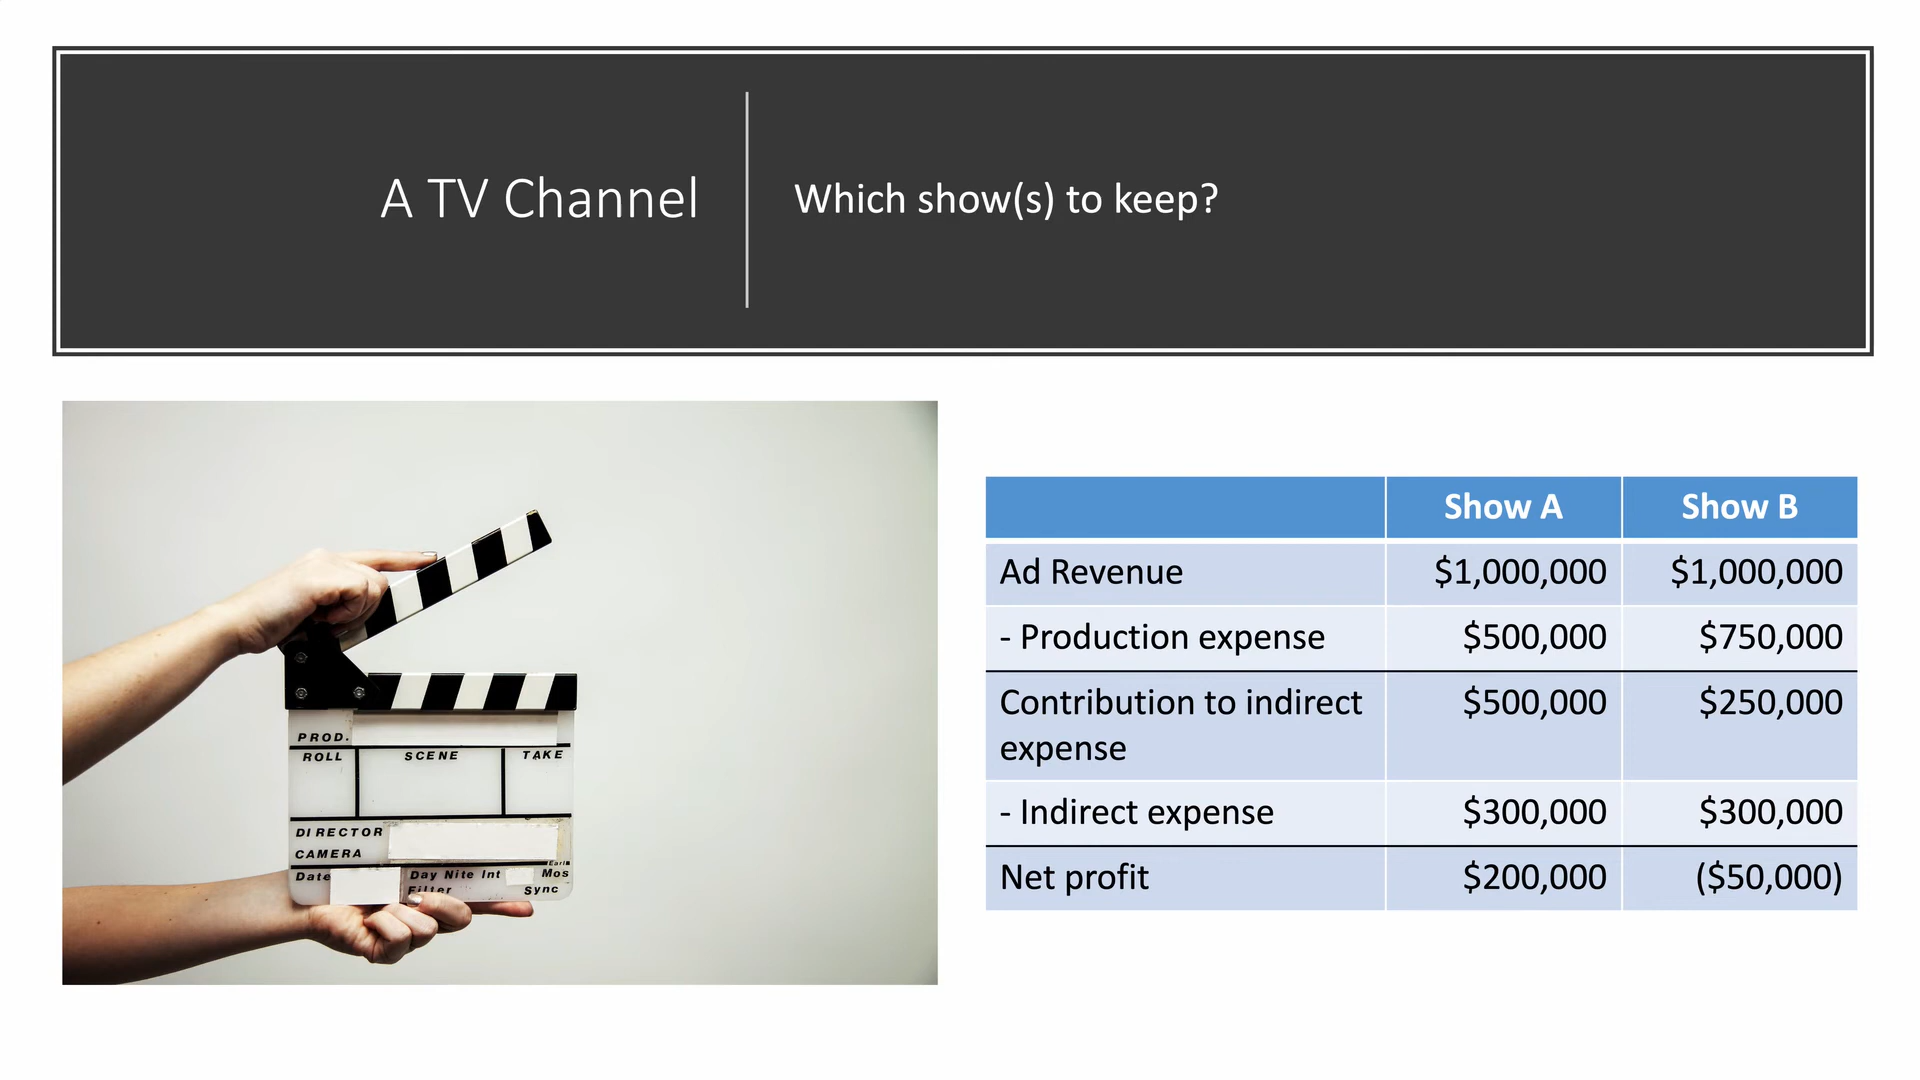 A TV Channel
Which show(s) to keep?
PROD.
ROLL SCENE TAKE
DIRECTOR
CAMERA
Date Day Nite Int Mos
Filter Sync
Show A Show B
Ad Revenue $1,000,000 $1,000,000
- Production expense $500,000 $750,000
Contribution to indirect $500,000 $250,000
expense
- Indirect expense $300,000 $300,000
Net profit $200,000 ($50,000)